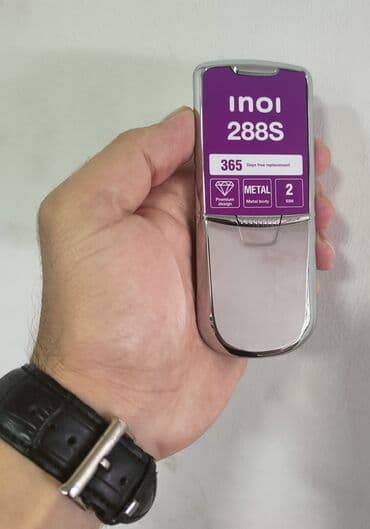 inoi
288S
365 Days free replacement
Premium design
METAL
Metal body
2
SIM